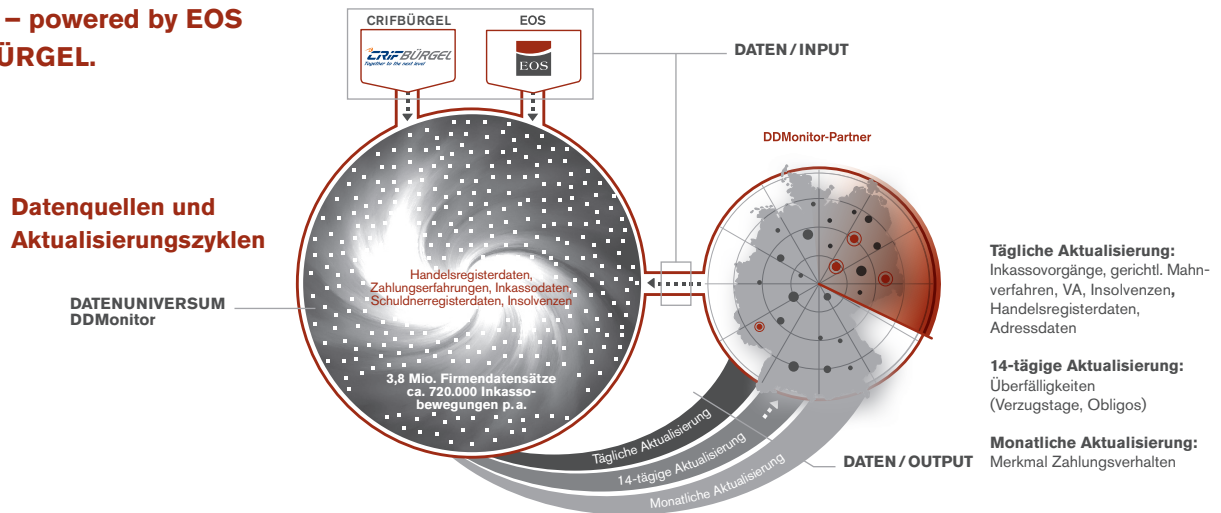 – powered by EOS
ÜRGEL.
CRIFBÜRGEL
EOS
CRIFBÜRGEL
Together to the next level
EOS
DATEN / INPUT
DDMonitor-Partner
Datenquellen und
Aktualisierungszyklen
Handelsregisterdaten,
Zahlungserfahrungen, Inkassodaten,
Schuldnerregisterdaten, Insolvenzen
DATENUNIVERSUM
DDMonitor
3,8 Mio. Firmendatensätze
ca. 720.000 Inkasso-
bewegungen p. a.
Tägliche Aktualisierung
14-tägige Aktualisierung
Monatliche Aktualisierung
DATEN / OUTPUT
Tägliche Aktualisierung:
Inkassovorgänge, gerichtl. Mahn-
verfahren, VA, Insolvenzen,
Handelsregisterdaten,
Adressdaten
14-tägige Aktualisierung:
Überfälligkeiten
(Verzugstage, Obligos)
Monatliche Aktualisierung:
Merkmal Zahlungsverhalten